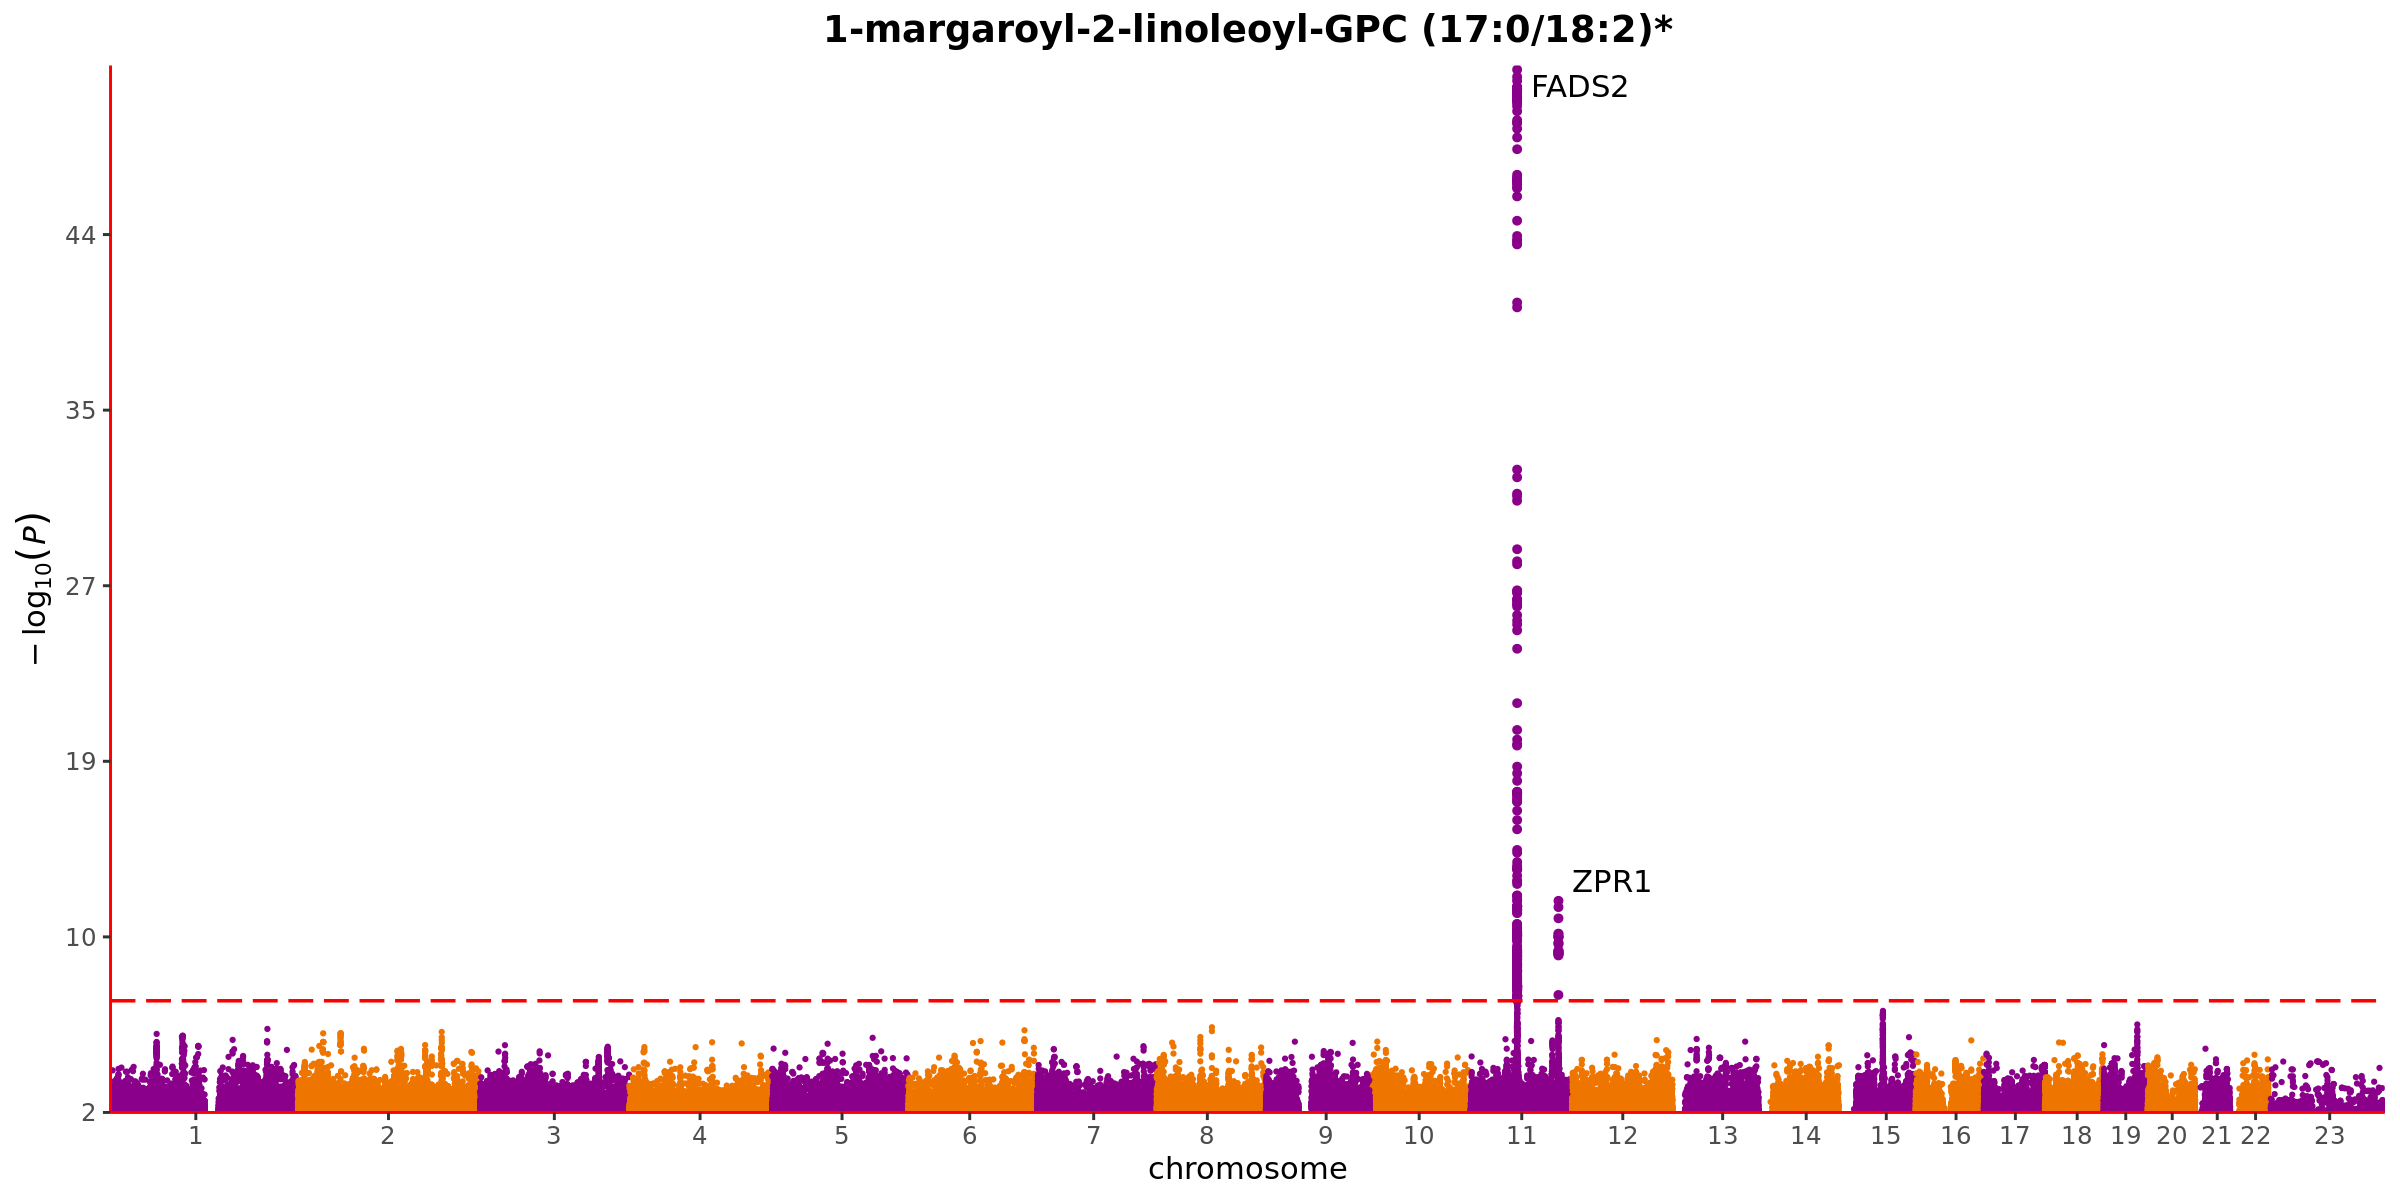 1-margaroyl-2-linoleoyl-GPC (17:0/18:2)*
FADS2
ZPR1
− log10(P)
44
35
27
19
10
2
1 2 3 4 5 6 7 8 9 10 11 12 13 14 15 16 17 18 19 20 21 22 23
chromosome